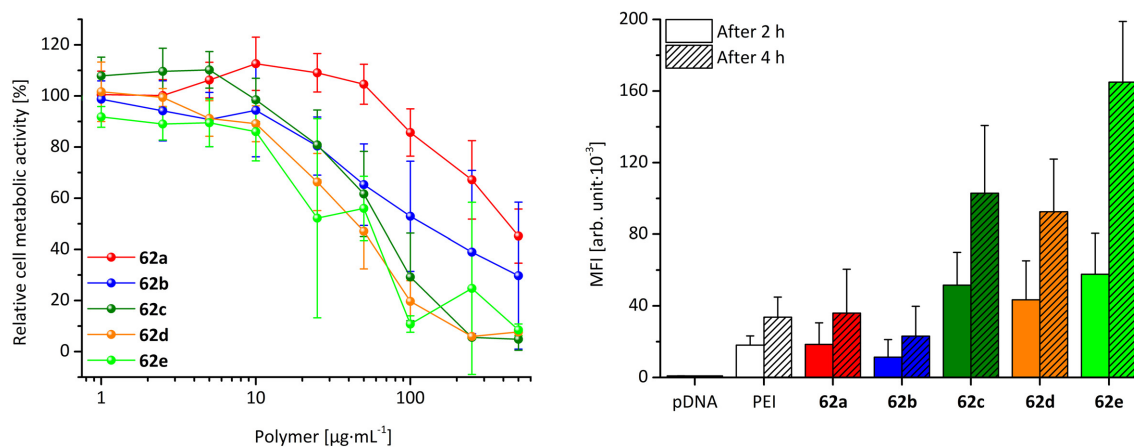 Relative cell metabolic activity [%]
120
100
80
60
40
20
0
62a
62b
62c
62d
62e
1
10
100
Polymer [µg·mL⁻¹]
MFI [arb. unit·10⁻³]
200
160
120
80
40
0
After 2 h
After 4 h
pDNA
PEI
62a
62b
62c
62d
62e